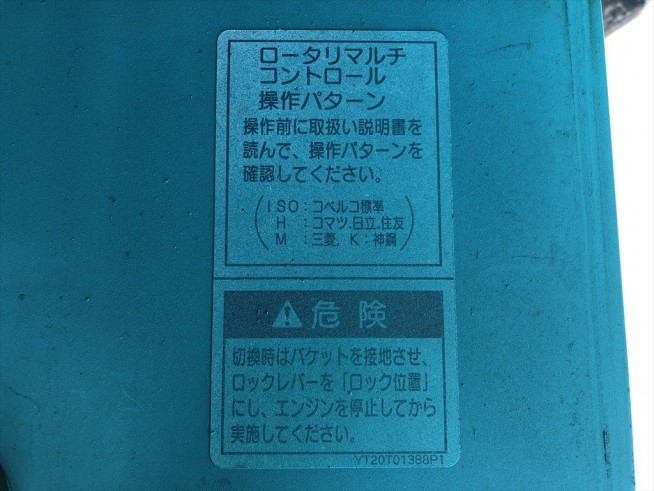 ロータリマルチ
コントロール
操作パターン
操作前に取扱い説明書を
読んで、操作パターンを
確認してください。
(ISO:コベルコ標準
H:コマツ.日立.住友
M:三菱, K:神鋼)
⚠危険
切換時はバケットを接地させ、
ロックレバーを「ロック位置」
にし、エンジンを停止してから
実施してください。
YT20T01388P1